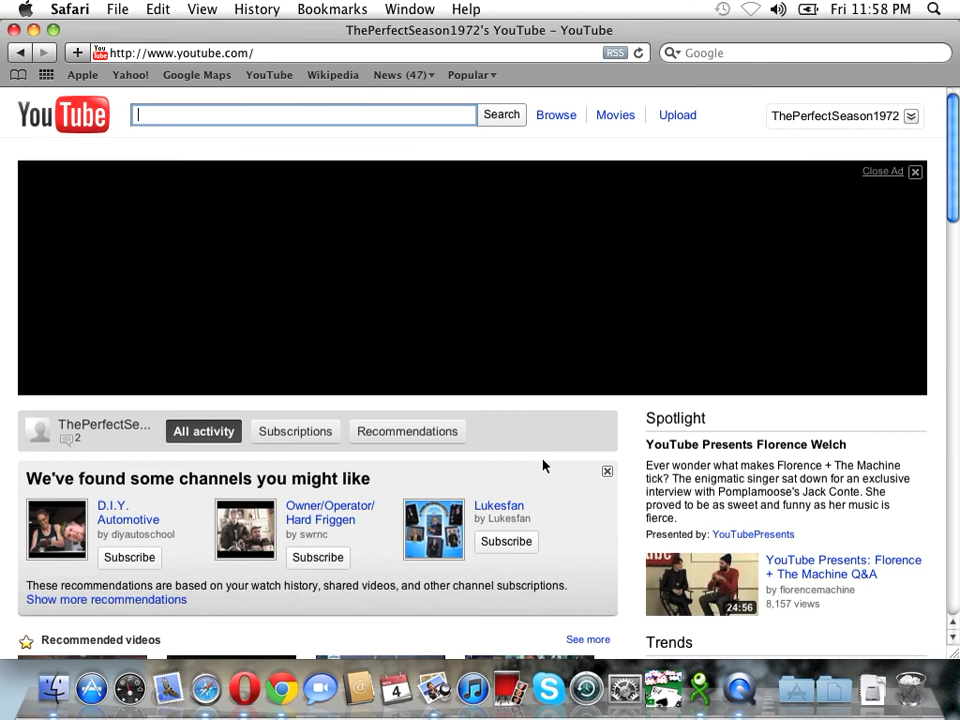 Safari File Edit View History Bookmarks Window Help Fri 11:58 PM
ThePerfectSeason1972's YouTube – YouTube
You http://www.youtube.com/ RSS Google
Apple Yahoo! Google Maps YouTube Wikipedia News (47)▾ Popular▾
YouTube Search Browse Movies Upload ThePerfectSeason1972
Close Ad
ThePerfectSe... All activity Subscriptions Recommendations
2
We've found some channels you might like
D.I.Y. Automotive
by diyautoschool
Subscribe
Owner/Operator/
Hard Friggen
by swrnc
Subscribe
Lukesfan
by Lukesfan
Subscribe
These recommendations are based on your watch history, shared videos, and other channel subscriptions.
Show more recommendations
Recommended videos See more
Spotlight
YouTube Presents Florence Welch
Ever wonder what makes Florence + The Machine
tick? The enigmatic singer sat down for an exclusive
interview with Pomplamoose's Jack Conte. She
proved to be as sweet and funny as her music is
fierce.
Presented by: YouTubePresents
24:56
YouTube Presents: Florence
+ The Machine Q&A
by florencemachine
8,157 views
Trends
4